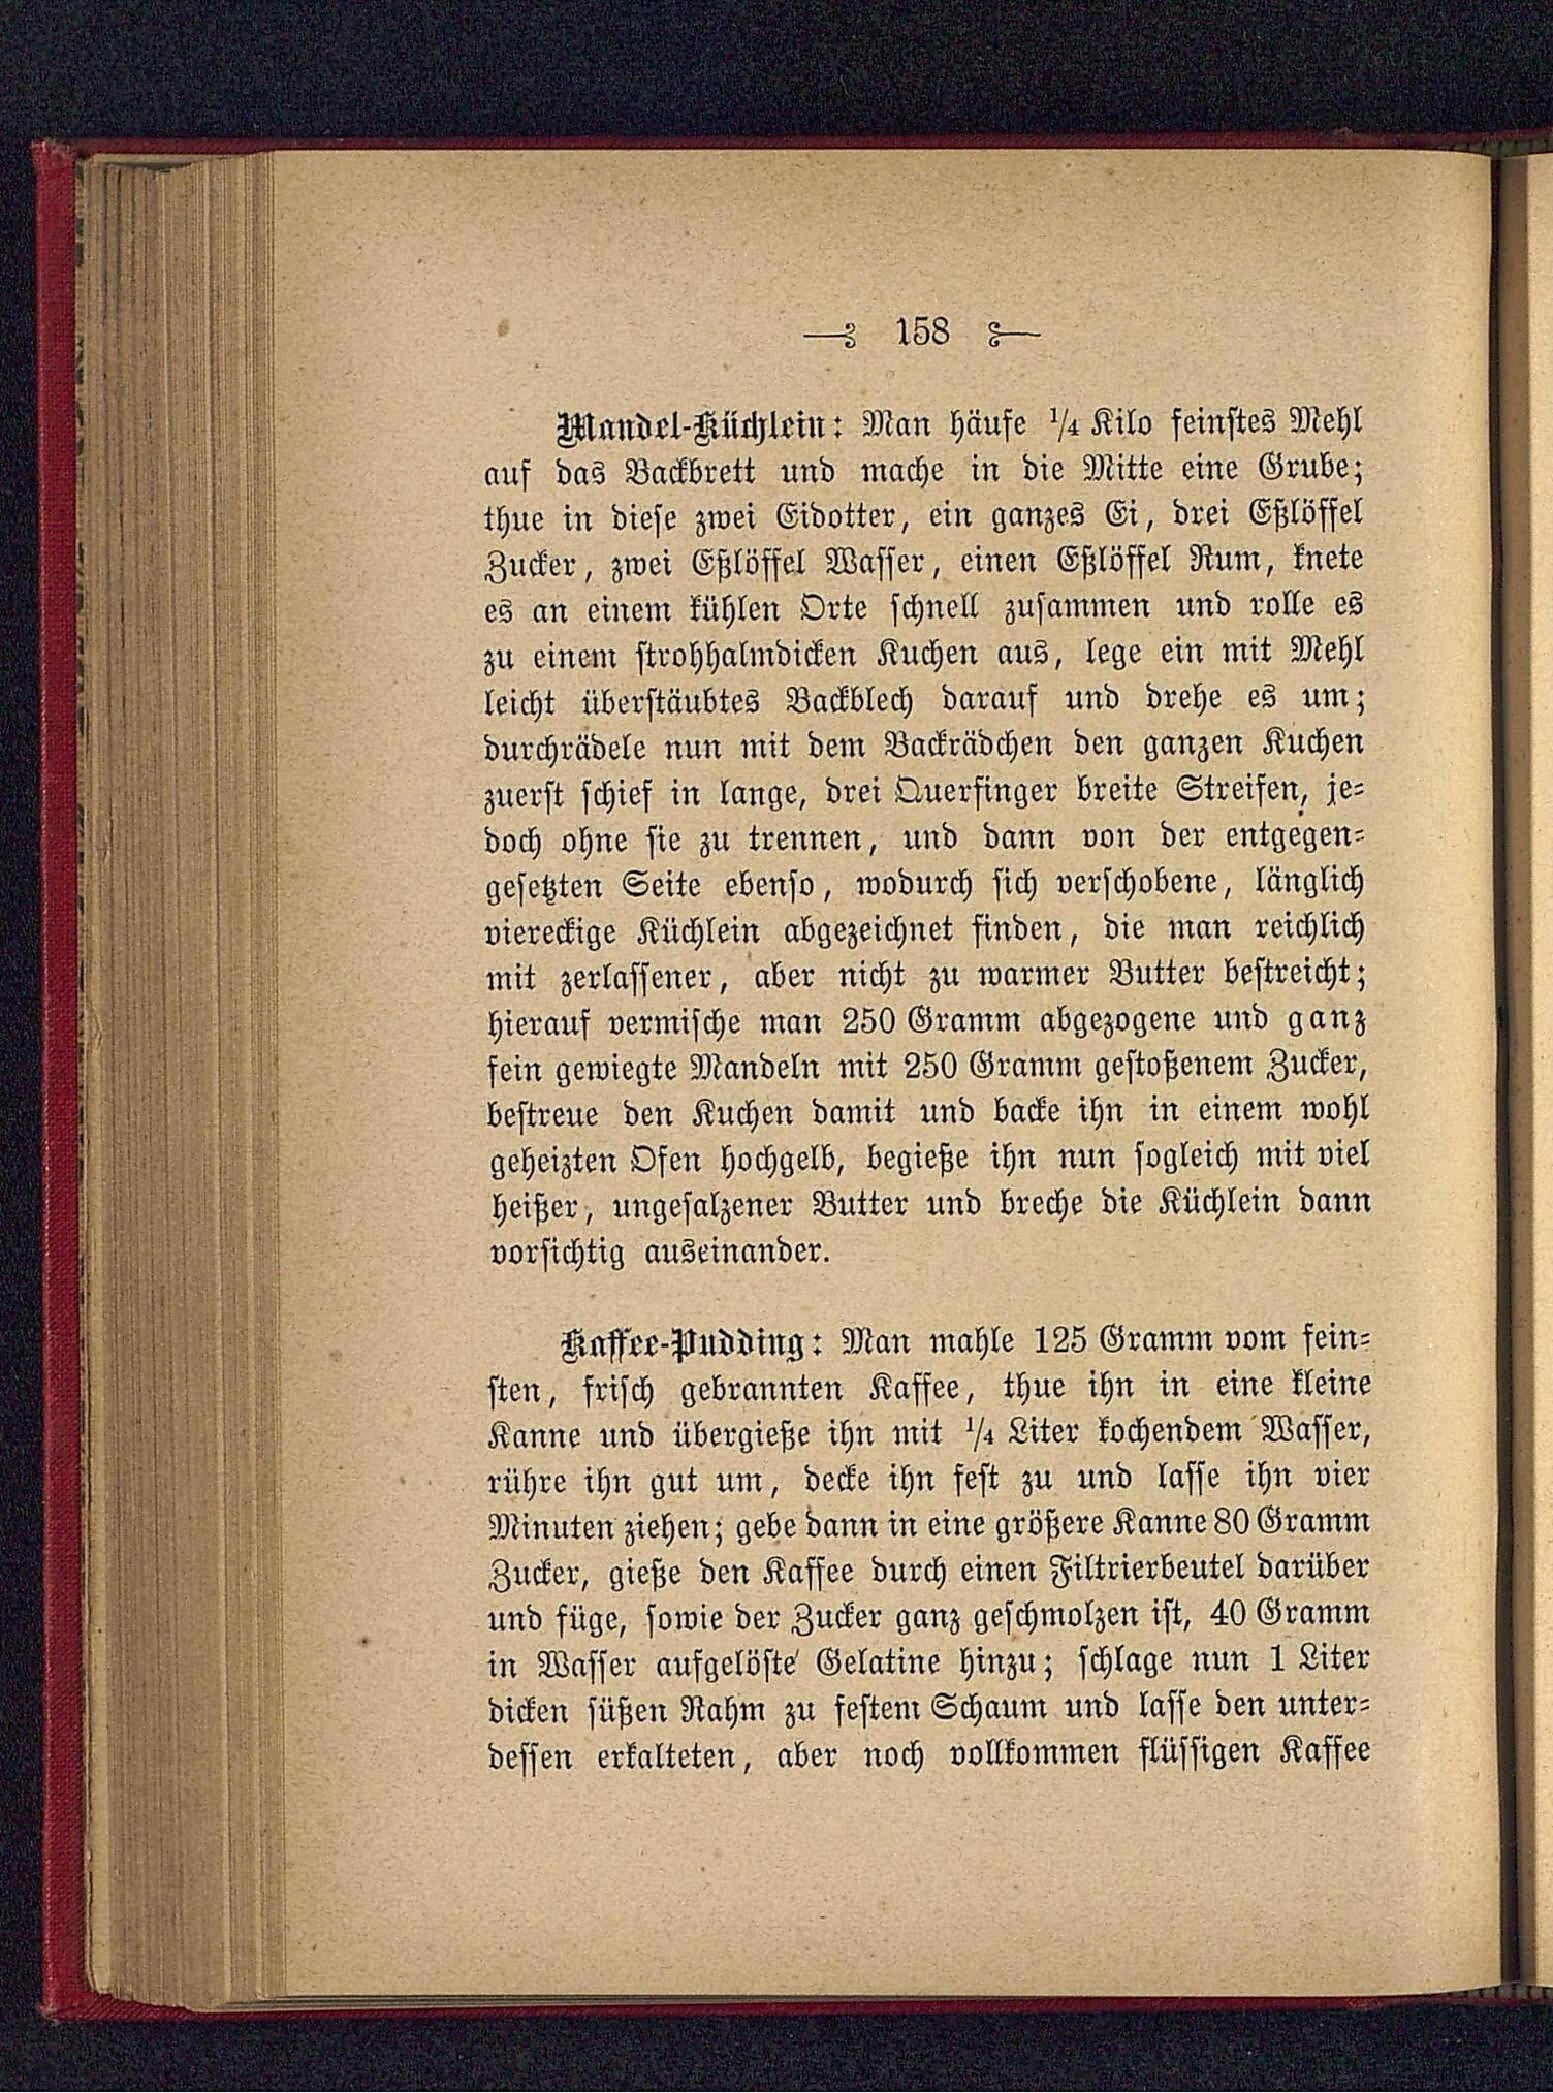 158
Mandel-Küchlein: Man häufe 1/4 Kilo feinstes Mehl
auf das Backbrett und mache in die Mitte eine Grube;
thue in diese zwei Eidotter, ein ganzes Ei, drei Eßlöffel
Zucker, zwei Eßlöffel Wasser, einen Eßlöffel Rum, knete
es an einem kühlen Orte schnell zusammen und rolle es
zu einem strohhalmdicken Kuchen aus, lege ein mit Mehl
leicht überstäubtes Backblech darauf und drehe es um;
durchrädele nun mit dem Backrädchen den ganzen Kuchen
zuerst schief in lange, drei Querfinger breite Streifen, je-
doch ohne sie zu trennen, und dann von der entgegen-
gesetzten Seite ebenso, wodurch sich verschobene, länglich
viereckige Küchlein abgezeichnet finden, die man reichlich
mit zerlassener, aber nicht zu warmer Butter bestreicht;
hierauf vermische man 250 Gramm abgezogene und ganz
fein gewiegte Mandeln mit 250 Gramm gestoßenem Zucker,
bestreue den Kuchen damit und backe ihn in einem wohl
geheizten Ofen hochgelb, begieße ihn nun sogleich mit viel
heißer, ungesalzener Butter und breche die Küchlein dann
vorsichtig auseinander.
Kaffee-Pudding: Man mahle 125 Gramm vom fein-
sten, frisch gebrannten Kaffee, thue ihn in eine kleine
Kanne und übergieße ihn mit 1/4 Liter kochendem Wasser,
rühre ihn gut um, decke ihn fest zu und lasse ihn vier
Minuten ziehen; gebe dann in eine größere Kanne 80 Gramm
Zucker, gieße den Kaffee durch einen Filtrierbeutel darüber
und füge, sowie der Zucker ganz geschmolzen ist, 40 Gramm
in Wasser aufgelöste Gelatine hinzu; schlage nun 1 Liter
dicken süßen Rahm zu festem Schaum und lasse den unter-
dessen erkalteten, aber noch vollkommen flüssigen Kaffee